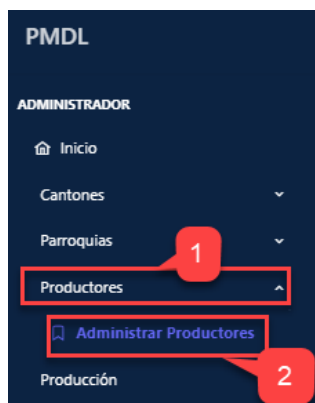 PMDL
ADMINISTRADOR
Inicio
Cantones
Parroquias
1
Productores
Administrar Productores
2
Producción